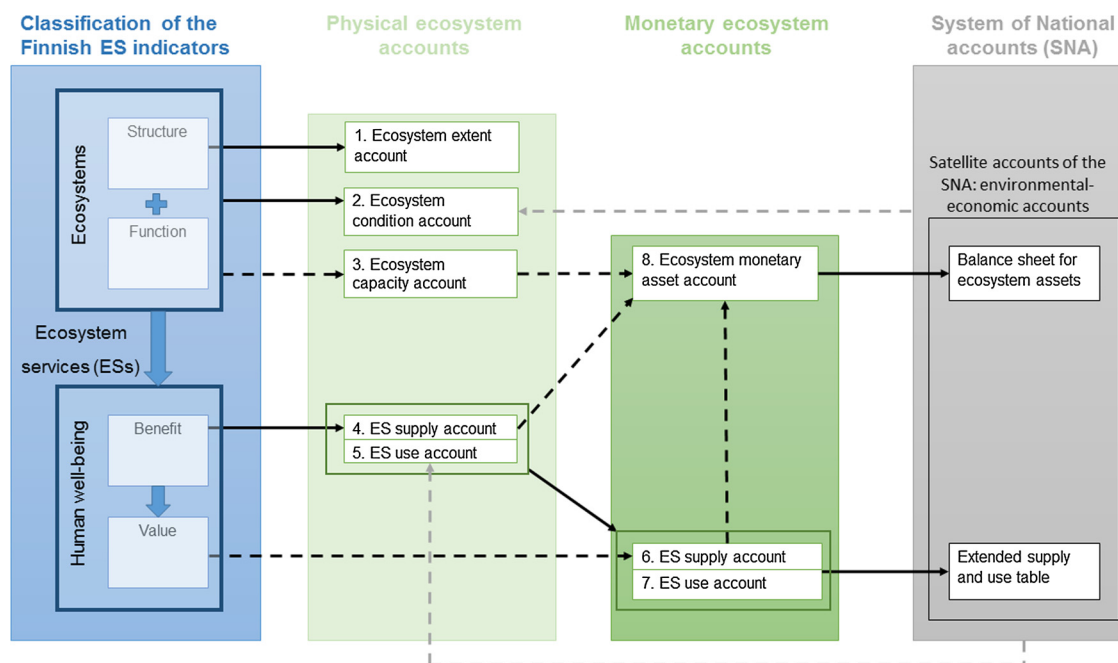 Classification of the
Finnish ES indicators
Physical ecosystem
accounts
Monetary ecosystem
accounts
System of National
accounts (SNA)
Ecosystems
Structure
Function
Ecosystem
services (ESs)
Human well-being
Benefit
Value
1. Ecosystem extent
account
2. Ecosystem
condition account
3. Ecosystem
capacity account
4. ES supply account
5. ES use account
8. Ecosystem monetary
asset account
6. ES supply account
7. ES use account
Satellite accounts of the
SNA: environmental-
economic accounts
Balance sheet for
ecosystem assets
Extended supply
and use table